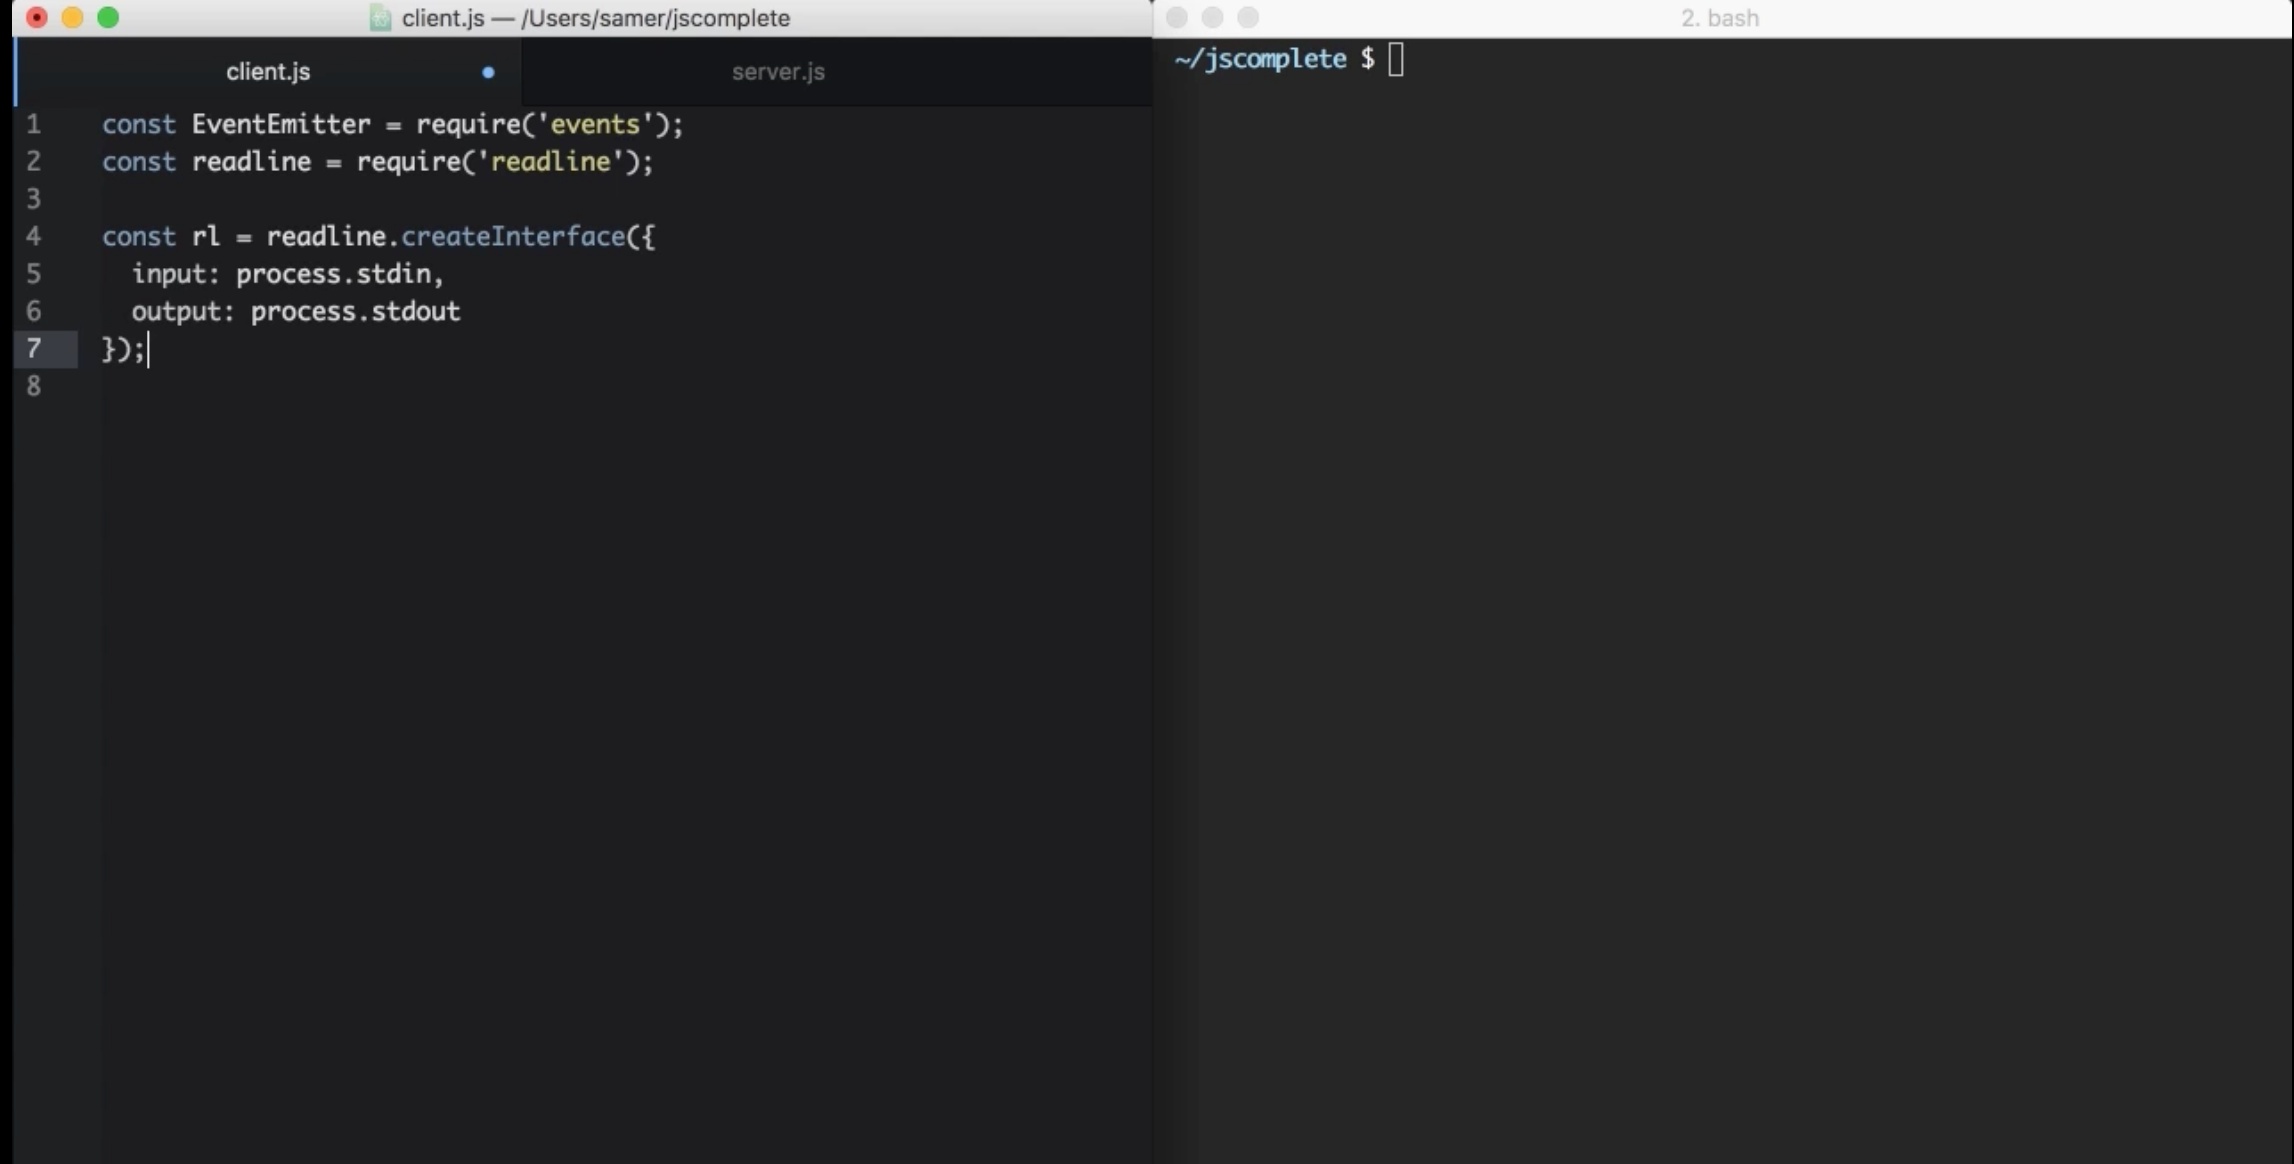 client.js — /Users/samer/jscomplete
2. bash
client.js
server.js
~/jscomplete $
1 const EventEmitter = require('events');
2 const readline = require('readline');
3
4 const rl = readline.createInterface({
5   input: process.stdin,
6   output: process.stdout
7 });
8